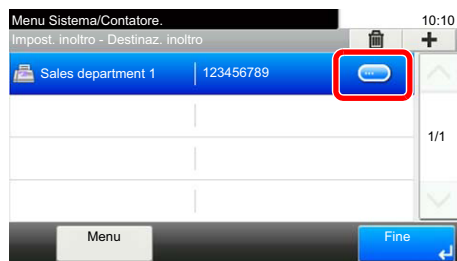 Menu Sistema/Contatore. 10:10
Impost. inoltro - Destinaz. inoltro
Sales department 1 123456789
1/1
Menu Fine